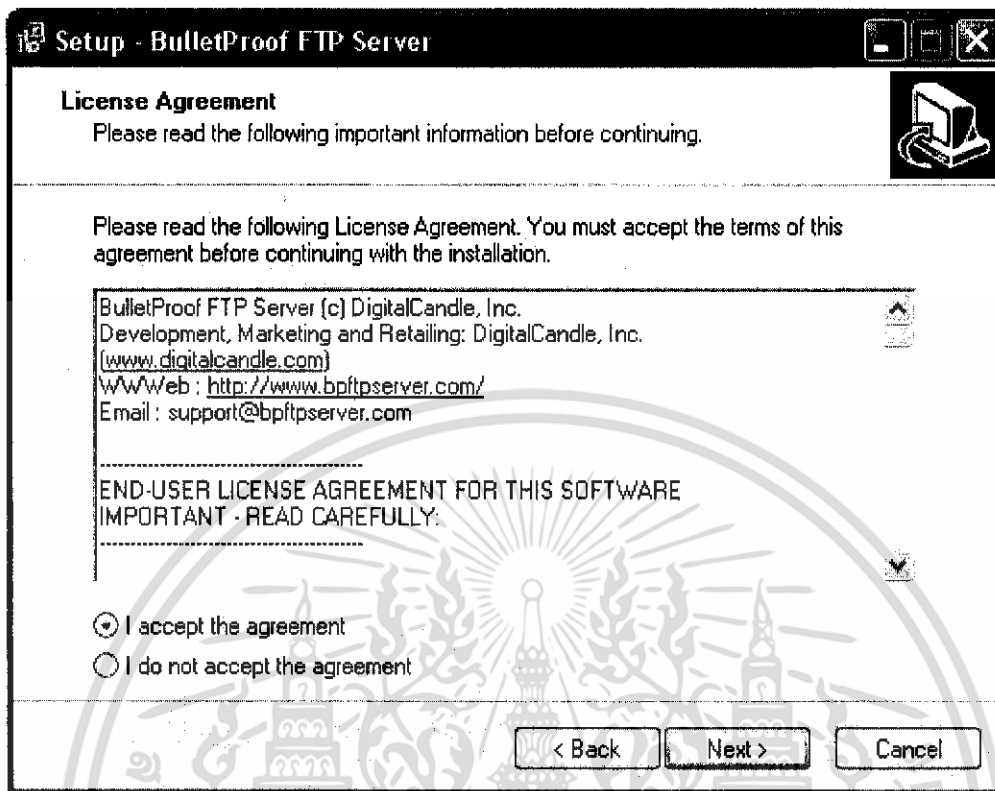 Setup - BulletProof FTP Server
License Agreement
Please read the following important information before continuing.
Please read the following License Agreement. You must accept the terms of this
agreement before continuing with the installation.
BulletProof FTP Server (c) DigitalCandle, Inc.
Development, Marketing and Retailing: DigitalCandle, Inc.
(www.digitalcandle.com)
WWWeb : http://www.bpftpserver.com/
Email : support@bpftpserver.com
----------------------------------------
END-USER LICENSE AGREEMENT FOR THIS SOFTWARE
IMPORTANT - READ CAREFULLY:
----------------------------------------
I accept the agreement
I do not accept the agreement
< Back Next > Cancel